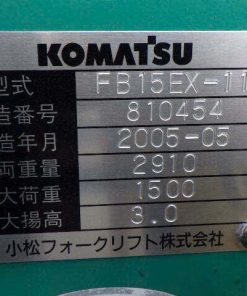 KOMATSU
型式 FB15EX-11
造番号 810454
造年月 2005-05
両重量 2910
大荷重 1500
大揚高 3.0
小松フォークリフト株式会社